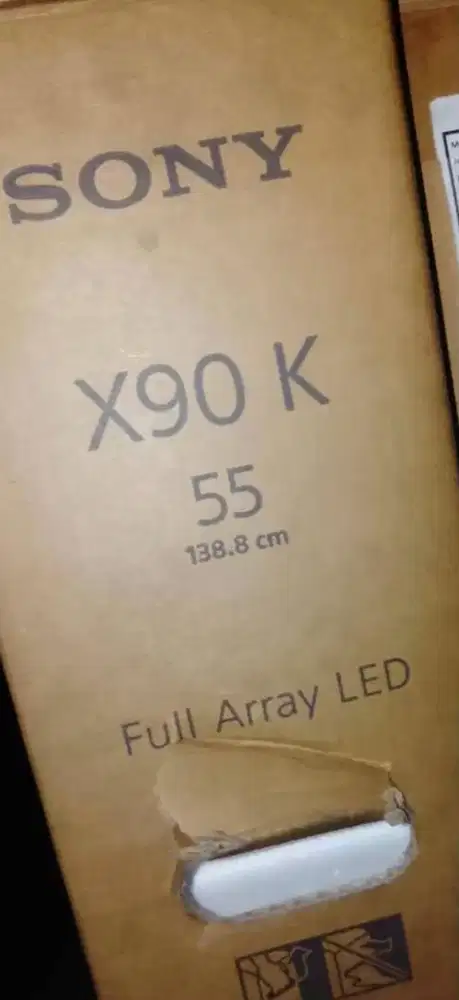 SONY
X90 K
55
138.8 cm
Full Array LED